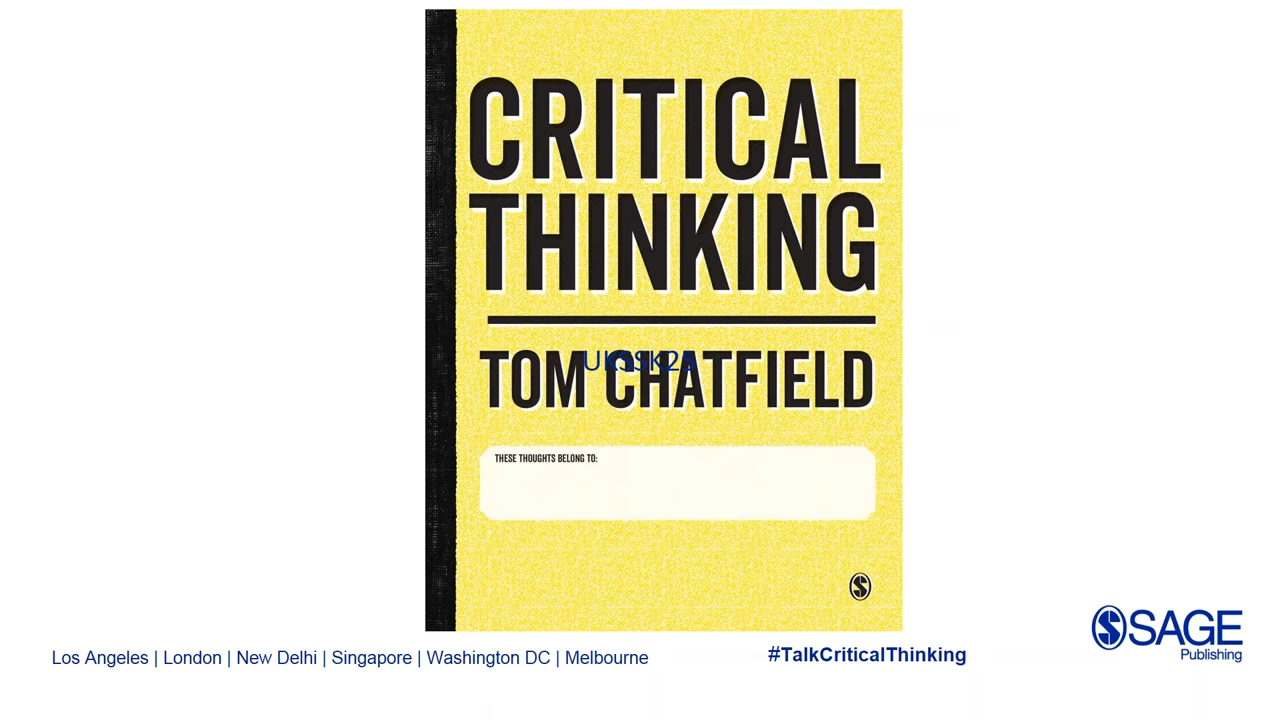 CRITICAL
THINKING
TOM CHATFIELD
UKSSK25
THESE THOUGHTS BELONG TO:
SAGE
Publishing
Los Angeles | London | New Delhi | Singapore | Washington DC | Melbourne
#TalkCriticalThinking